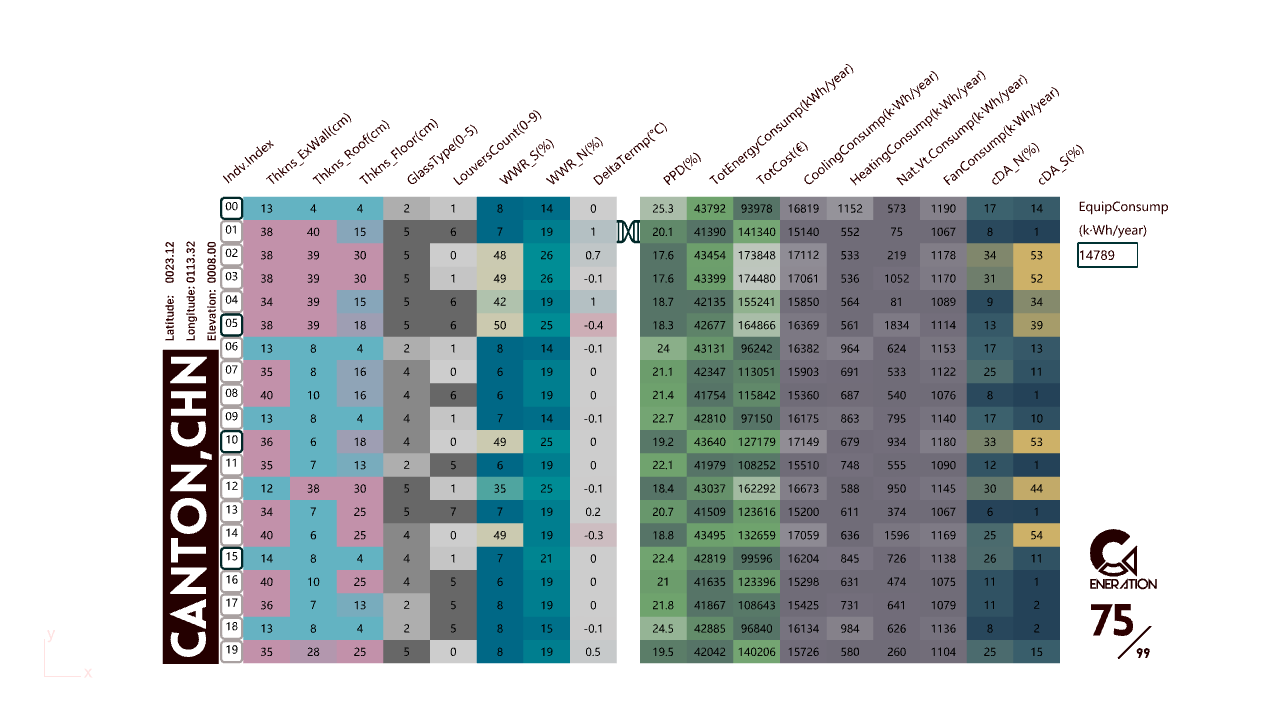 Indv.Index Thkns_ExWall(cm) Thkns_Roof(cm) Thkns_Floor(cm) GlassType(0-5) LouversCount(0-9) WWR_S(%) WWR_N(%) DeltaTermp(°C) PPD(%) TotEnergyConsump(kWh/year) TotCost(€) CoolingConsump(k·Wh/year) HeatingConsump(k·Wh/year) Nat.Vt.Consump(k·Wh/year) FanConsump(k·Wh/year) cDA_N(%) cDA_S(%)
00 13 4 4 2 1 8 14 0 25.3 43792 93978 16819 1152 573 1190 17 14
01 38 40 15 5 6 7 19 1 20.1 41390 141340 15140 552 75 1067 8 1
02 38 39 30 5 0 48 26 0.7 17.6 43454 173848 17112 533 219 1178 34 53
03 38 39 30 5 1 49 26 -0.1 17.6 43399 174480 17061 536 1052 1170 31 52
04 34 39 15 5 6 42 19 1 18.7 42135 155241 15850 564 81 1089 9 34
05 38 39 18 5 6 50 25 -0.4 18.3 42677 164866 16369 561 1834 1114 13 39
06 13 8 4 2 1 8 14 -0.1 24 43131 96242 16382 964 624 1153 17 13
07 35 8 16 4 0 8 19 0 21.1 42347 113051 15903 691 533 1122 25 11
08 40 10 16 4 6 6 19 0 21.4 41754 115842 15360 687 540 1076 8 1
09 13 8 4 4 1 7 14 -0.1 22.7 42810 97150 16175 863 795 1140 17 10
10 36 6 18 4 0 49 25 0 19.2 43640 127179 17149 679 934 1180 33 53
11 35 7 13 2 5 6 19 0 22.1 41979 108252 15510 748 555 1090 12 1
12 12 38 30 5 1 35 25 -0.1 18.4 43037 162292 16673 588 950 1145 30 44
13 34 7 25 5 7 7 19 0.2 20.7 41509 123616 15200 611 374 1067 6 1
14 40 6 25 4 0 49 19 -0.3 18.8 43495 132659 17059 636 1596 1169 25 54
15 14 8 4 4 1 7 21 0 22.4 42819 99596 16204 845 726 1138 26 11
16 40 10 25 4 5 6 19 0 21 41635 123396 15298 631 474 1075 11 1
17 36 7 13 2 5 8 19 0 21.8 41867 108643 15425 731 641 1079 11 2
18 13 8 4 2 5 8 15 -0.1 24.5 42885 96840 16134 984 626 1136 8 2
19 35 28 25 5 0 8 19 0.5 19.5 42042 140206 15726 580 260 1104 25 15
EquipConsump
(k·Wh/year)
14789
Latitude: 0023.12
Longitude: 0113.32
Elevation: 0008.00
CANTON,CHN
GENERATION
75/99
y
x